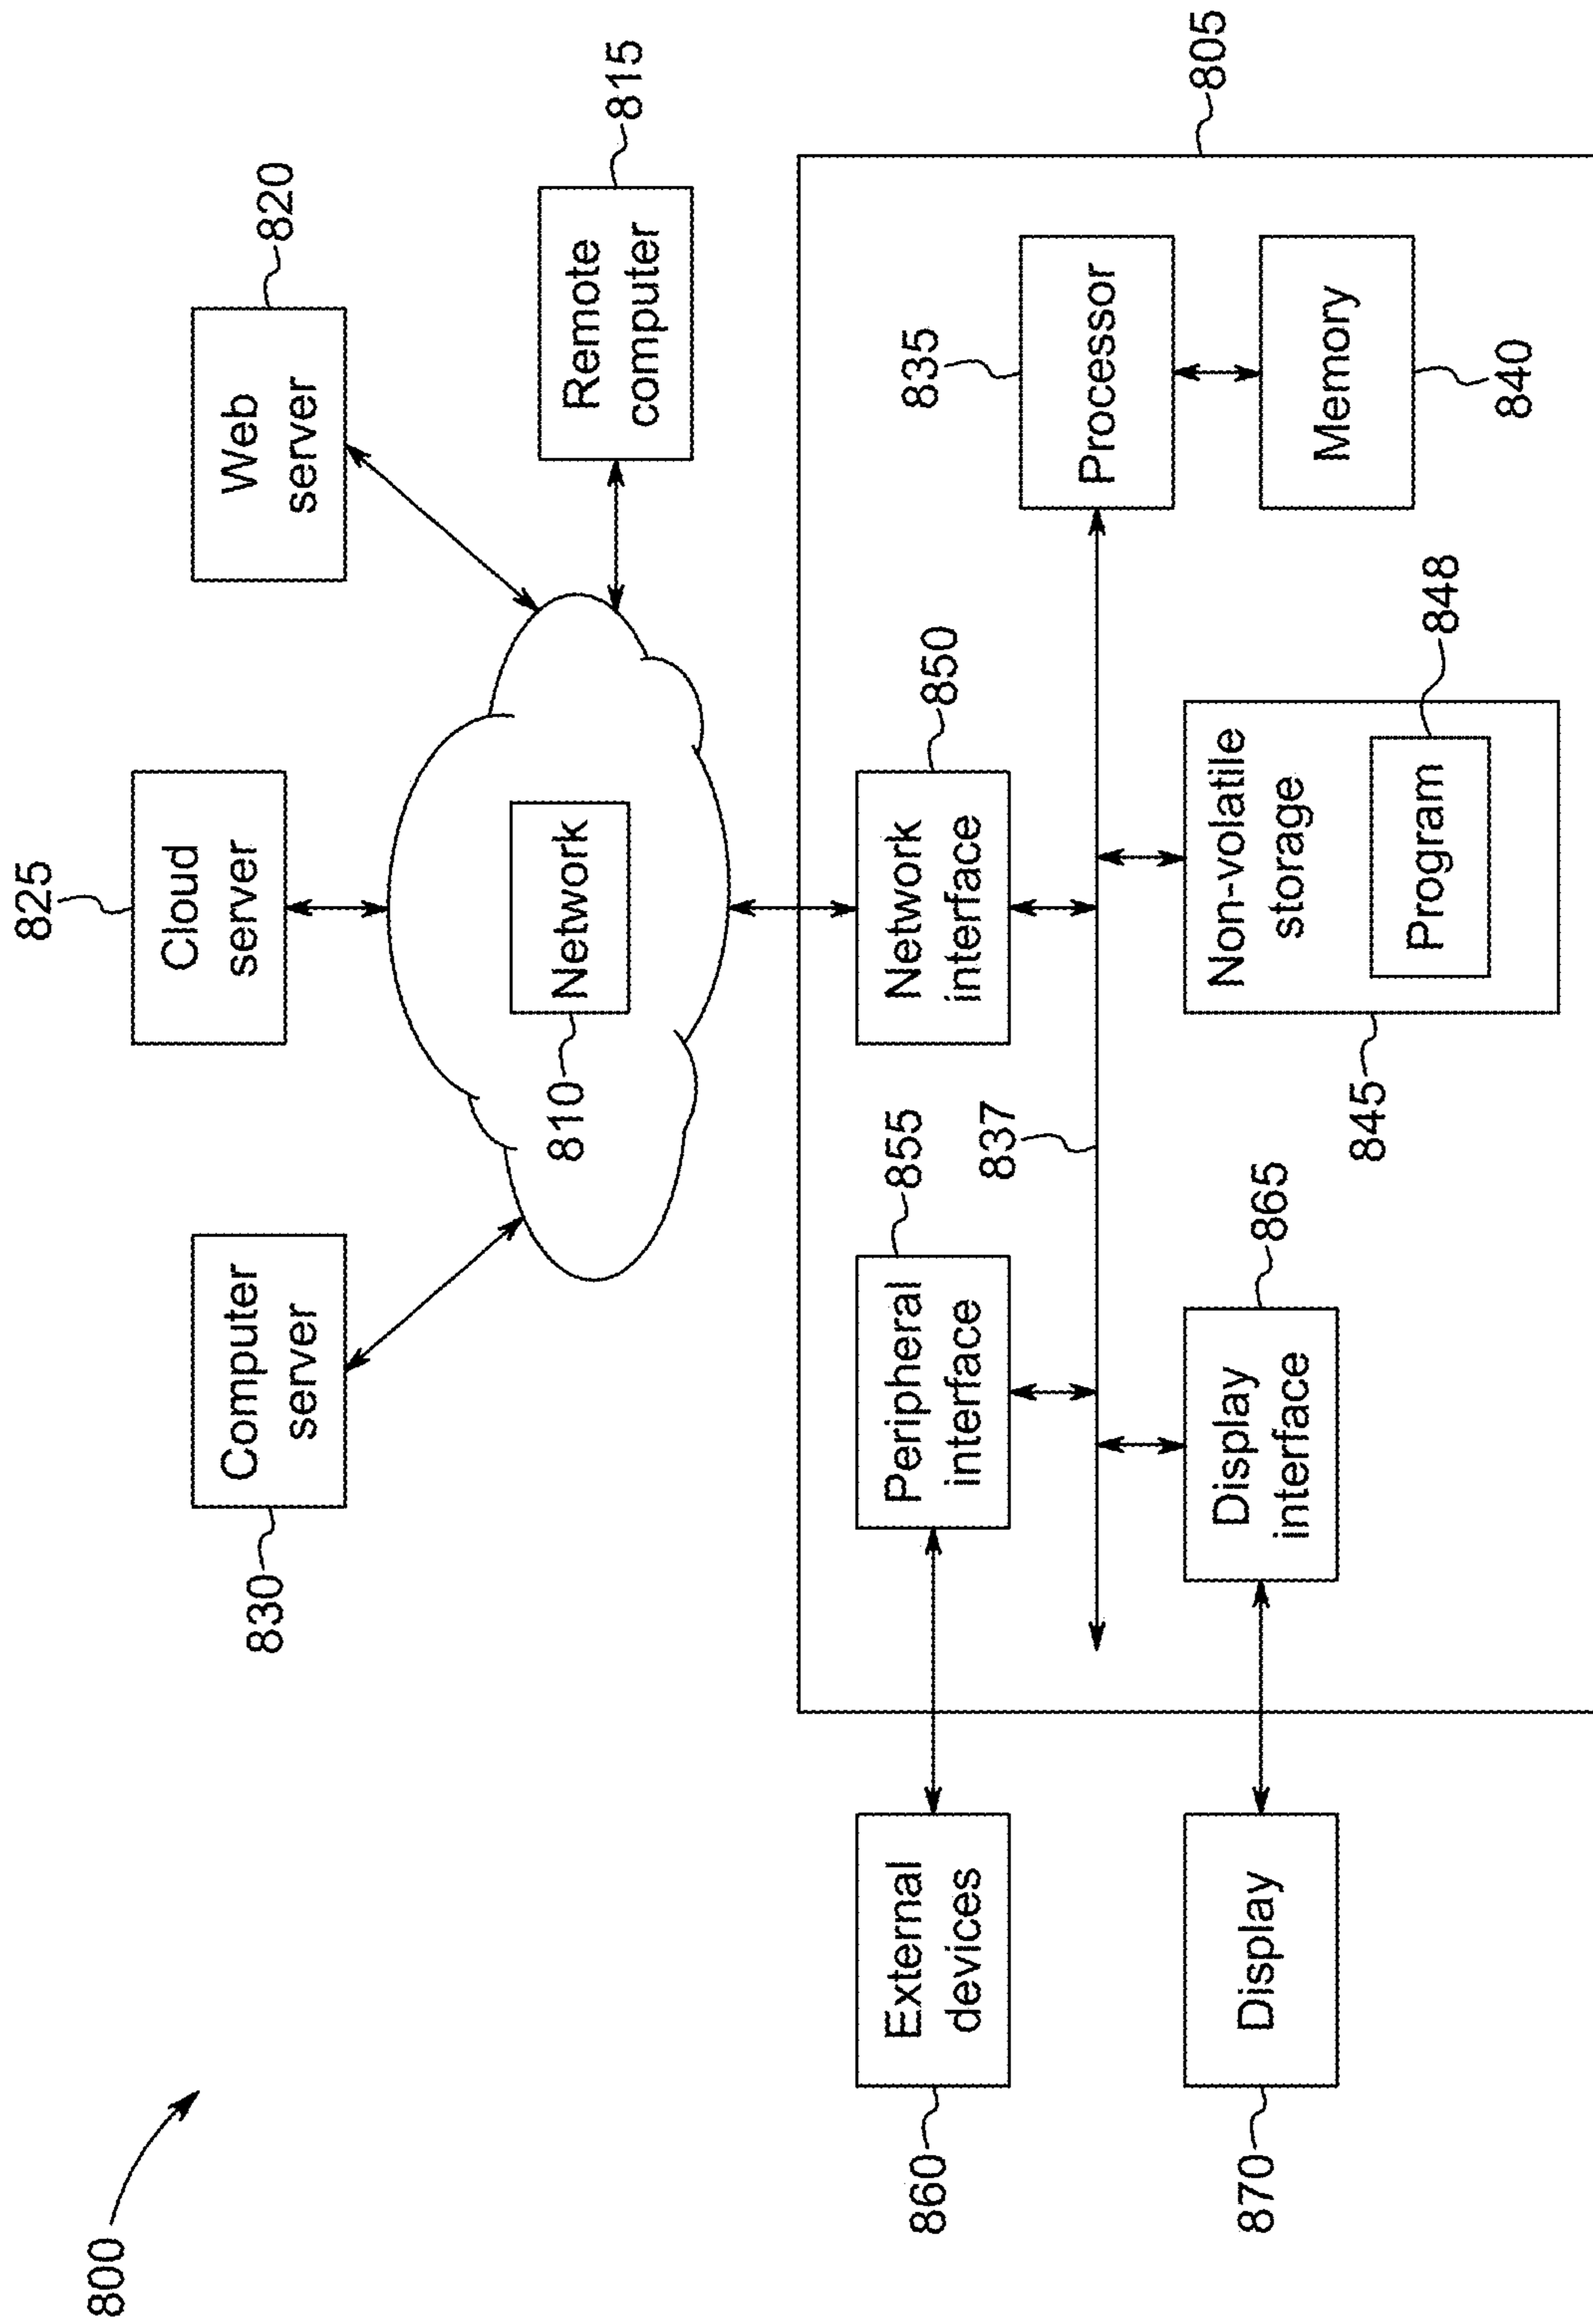 800
825
Cloud
server
830
Computer
server
820
Web
server
815
Remote
computer
810
Network
805
860
External
devices
855
Peripheral
interface
850
Network
interface
835
Processor
837
870
Display
865
Display
interface
845
Non-volatile
storage
848
Program
Memory
840